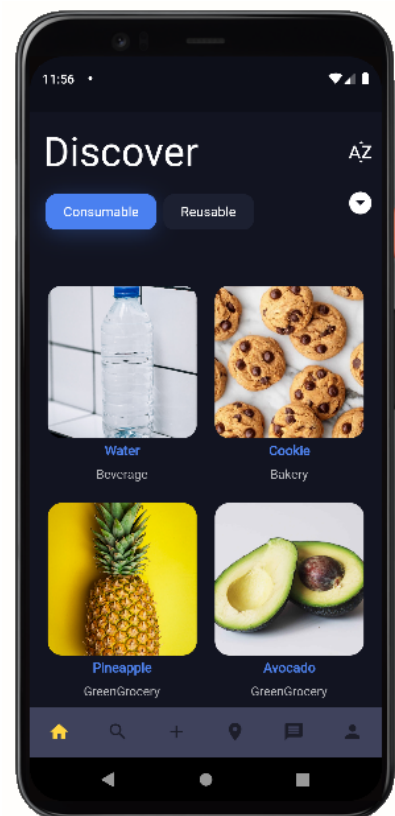 11:56
Discover
AZ
Consumable
Reusable
Water
Cookie
Beverage
Bakery
Pineapple
Avocado
GreenGrocery
GreenGrocery